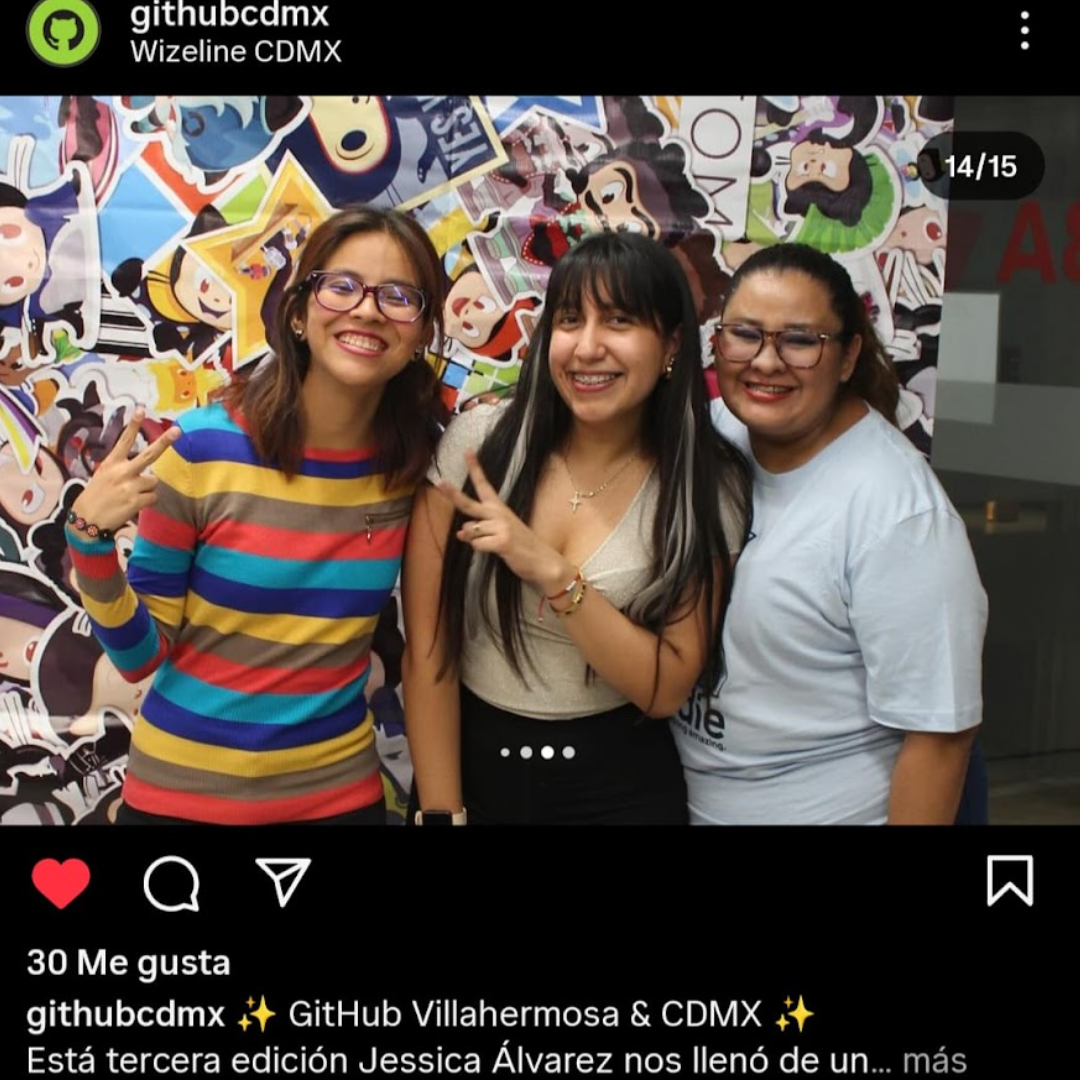 githubcdmx
Wizeline CDMX
14/15
30 Me gusta
githubcdmx ✨ GitHub Villahermosa & CDMX ✨
Está tercera edición Jessica Álvarez nos llenó de un... más